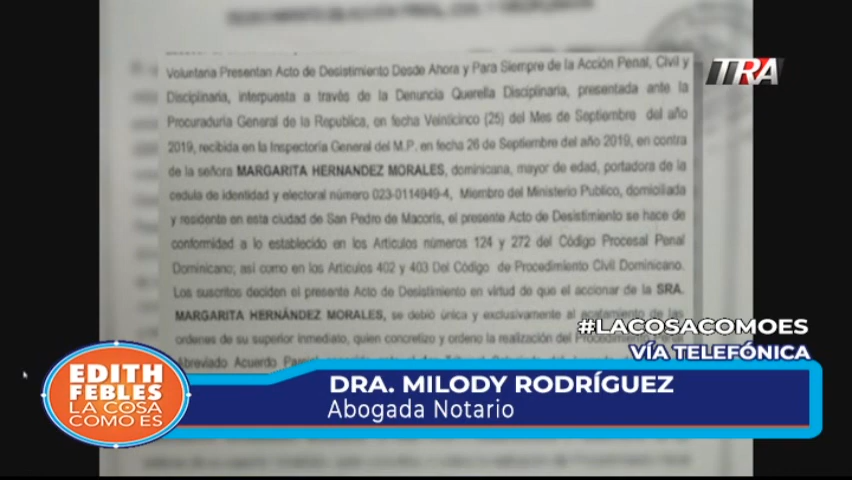 Voluntaria Presentan Acto de Desistimiento Desde Ahora y Para Siempre de la Acción Penal, Civil y
Disciplinaria, interpuesta a través de la Denuncia Querella Disciplinaria, presentada ante la
Procuraduría General de la Republica, en fecha Veinticinco (25) del Mes de Septiembre del año
2019, recibida en la Inspectoría General del M.P. en fecha 26 de Septiembre del año 2019, en contra
de la señora MARGARITA HERNANDEZ MORALES, dominicana, mayor de edad, portadora de la
cedula de identidad y electoral número 023-0114949-4, Miembro del Ministerio Publico, domiciliada
y residente en esta ciudad de San Pedro de Macorís, el presente Acto de Desistimiento se hace de
conformidad a lo establecido en los Artículos números 124 y 272 del Código Procesal Penal
Dominicano; así como en los Articulos 402 y 403 Del Código de Procedimiento Civil Dominicano.
Los suscritos deciden el presente Acto de Desistimiento en virtud de que el accionar de la SRA.
MARGARITA HERNÁNDEZ MORALES, se debió única y exclusivamente al acatamiento de las
ordenes de su superior inmediato, quien concretizo y ordeno la realización del Procedimiento Penal
Abreviado Acuerdo
TRA
#LACOSACOMOES
VÍA TELEFÓNICA
EDITH
FEBLES
LA COSA
COMO ES
DRA. MILODY RODRÍGUEZ
Abogada Notario